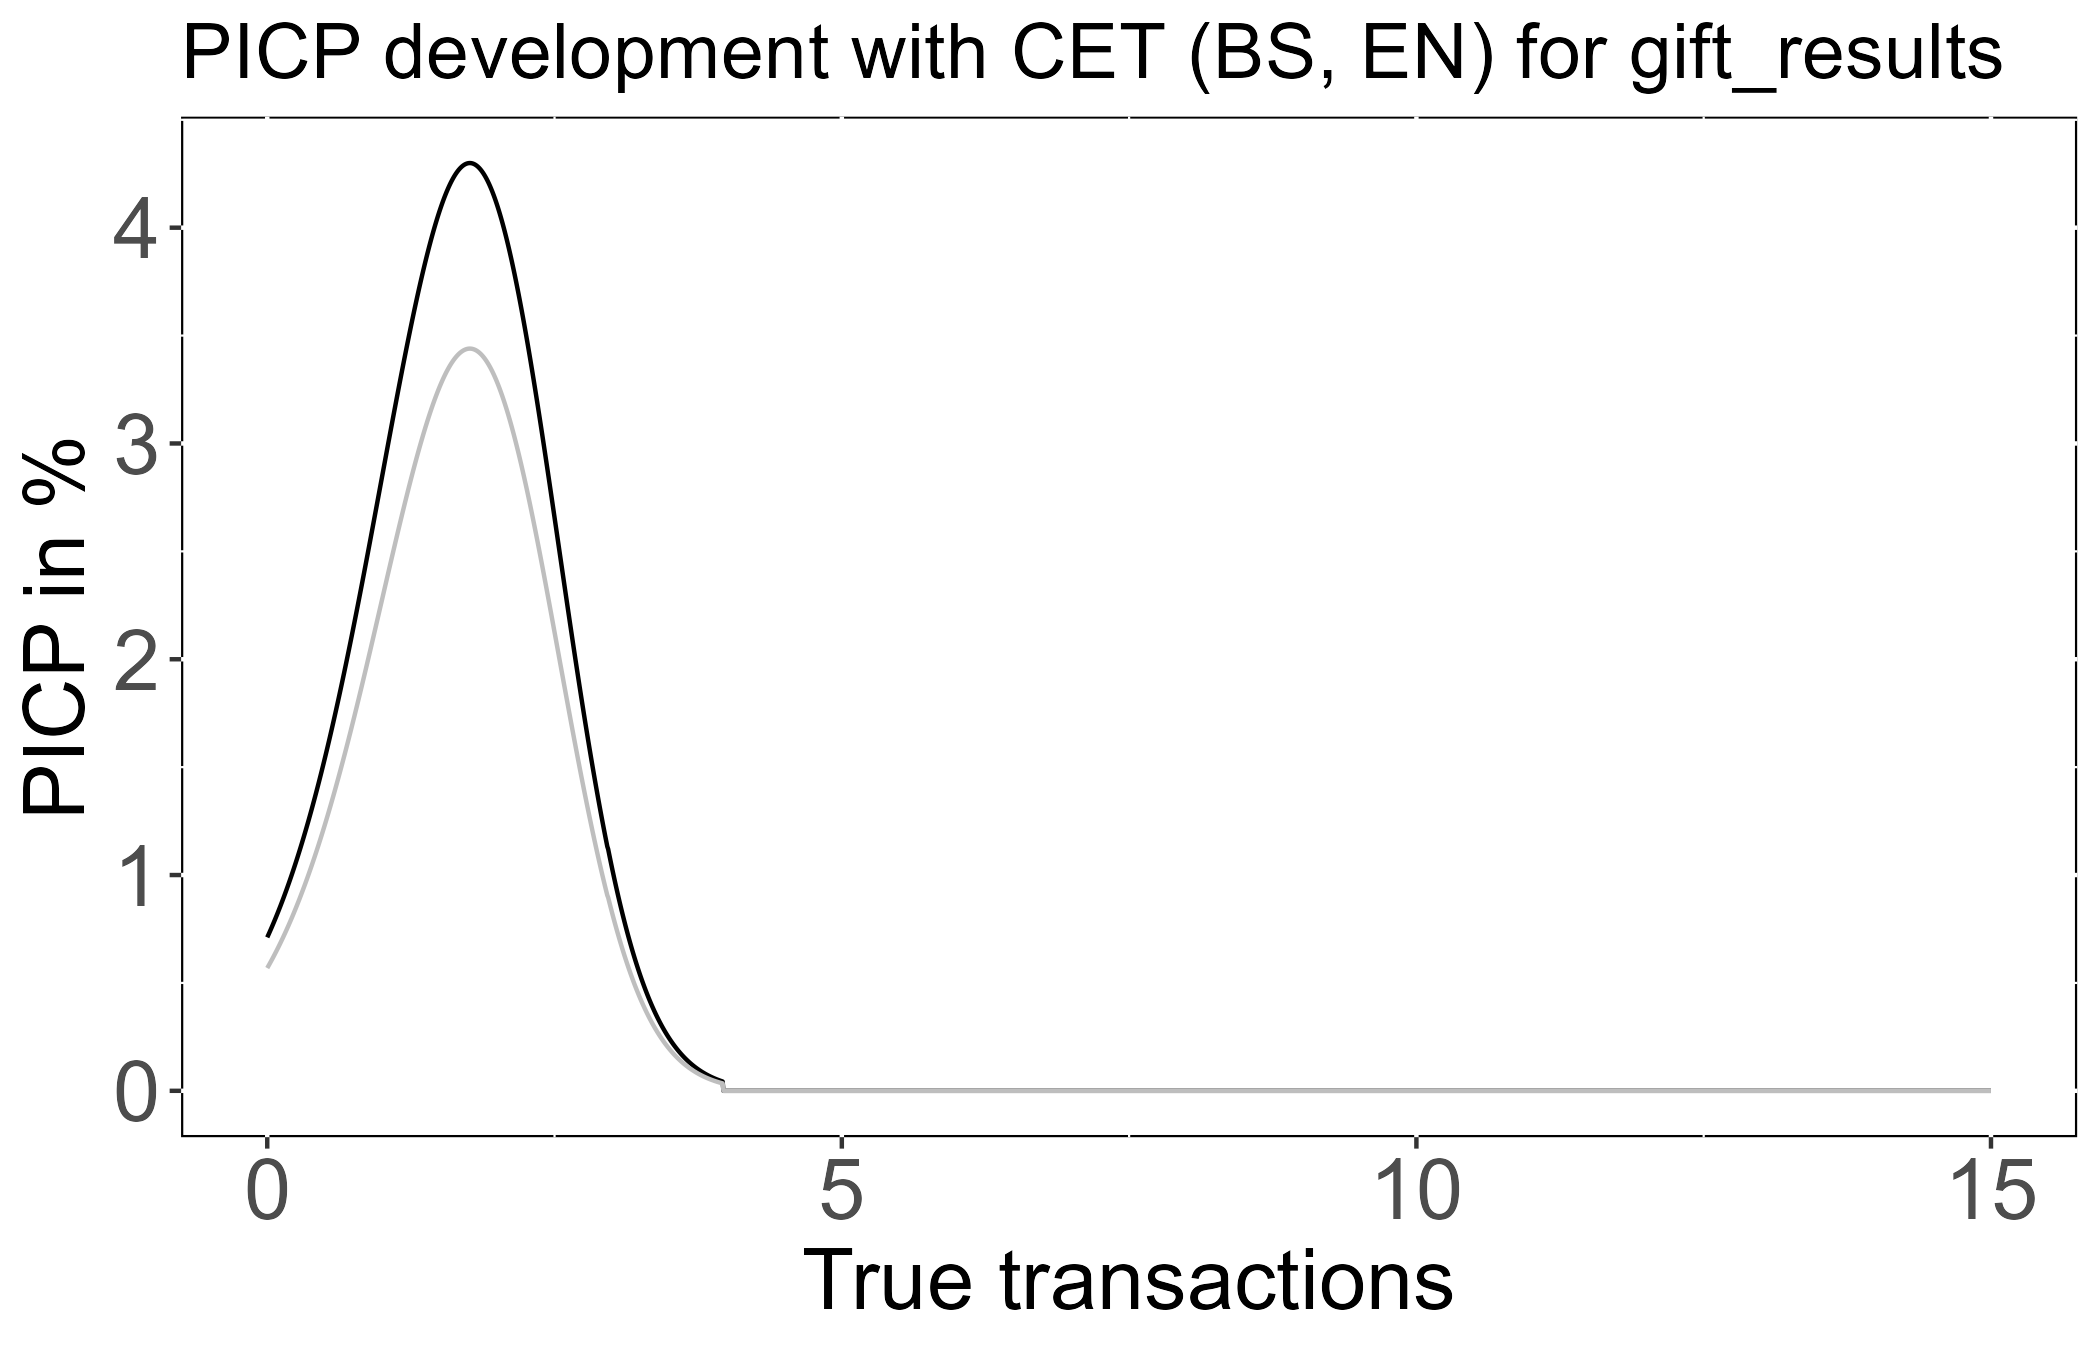 PICP development with CET (BS, EN) for gift_results
PICP in %
4
3
2
1
0
0 5 10 15
True transactions